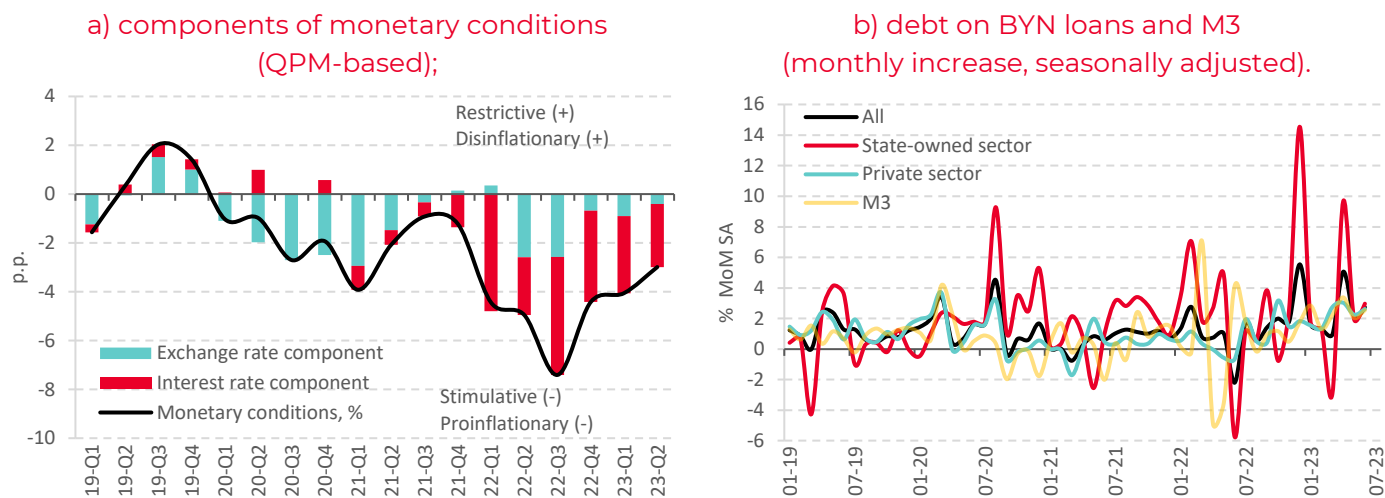 a) components of monetary conditions
(QPM-based);
4
2
0
-2
-4
-6
-8
-10
p.p.
Restrictive (+)
Disinflationary (+)
Exchange rate component
Interest rate component
Monetary conditions, %
Stimulative (-)
Proinflationary (-)
19-Q1
19-Q2
19-Q3
19-Q4
20-Q1
20-Q2
20-Q3
20-Q4
21-Q1
21-Q2
21-Q3
21-Q4
22-Q1
22-Q2
22-Q3
22-Q4
23-Q1
23-Q2
b) debt on BYN loans and M3
(monthly increase, seasonally adjusted).
16
14
12
10
8
6
4
2
0
-2
-4
-6
% MoM SA
All
State-owned sector
Private sector
M3
01-19
07-19
01-20
07-20
01-21
07-21
01-22
07-22
01-23
07-23